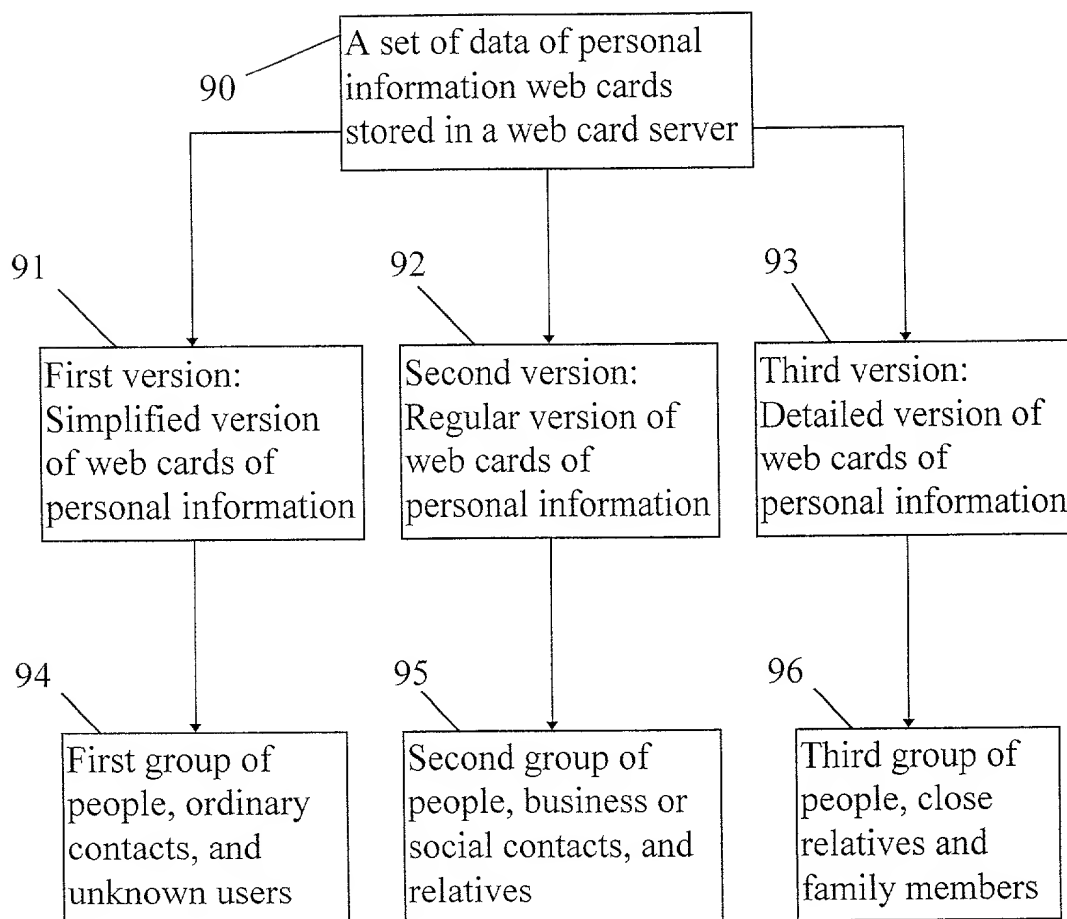 90
A set of data of personal
information web cards
stored in a web card server
91
First version:
Simplified version
of web cards of
personal information
92
Second version:
Regular version of
web cards of
personal information
93
Third version:
Detailed version of
web cards of
personal information
94
First group of
people, ordinary
contacts, and
unknown users
95
Second group of
people, business or
social contacts, and
relatives
96
Third group of
people, close
relatives and
family members